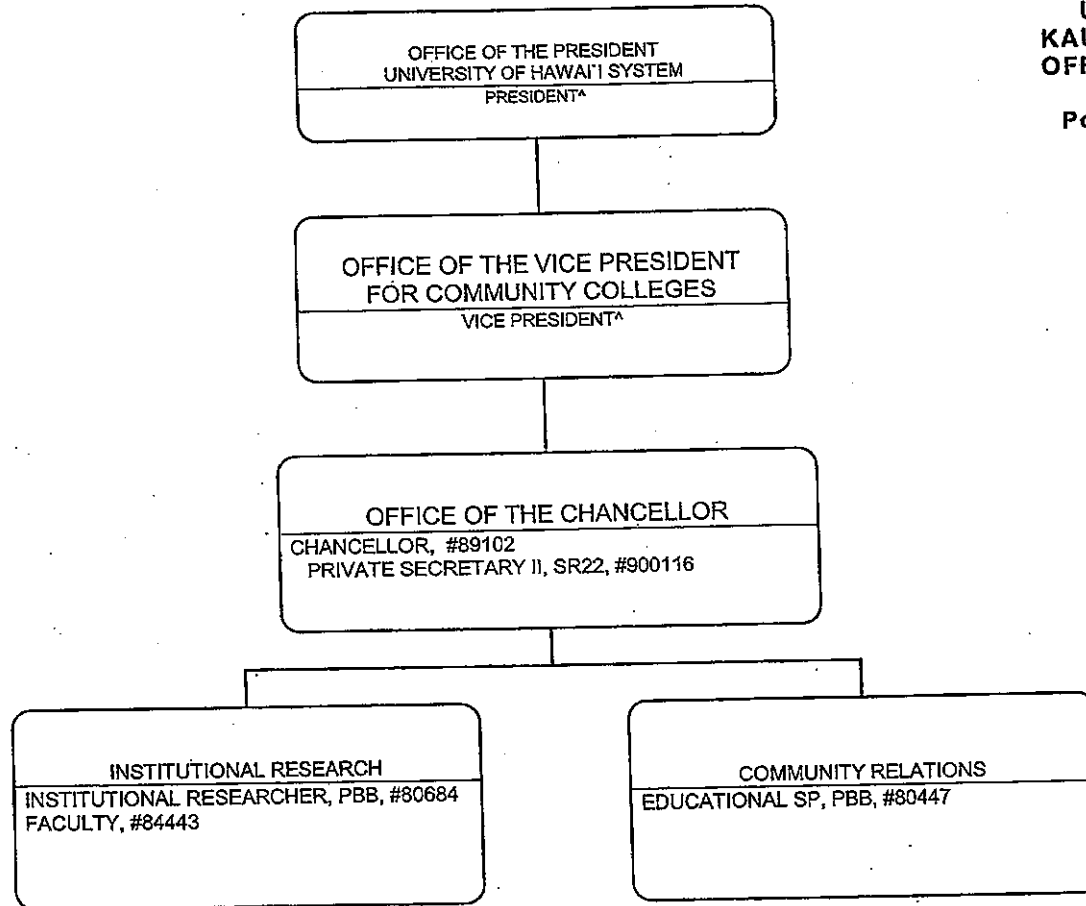 KAU
OFFICE OF THE PRESIDENT
UNIVERSITY OF HAWAI'I SYSTEM
PRESIDENT^
OFFICE OF THE VICE PRESIDENT
FOR COMMUNITY COLLEGES
VICE PRESIDENT^
OFFICE OF THE CHANCELLOR
CHANCELLOR, #89102
PRIVATE SECRETARY II, SR22, #900116
INSTITUTIONAL RESEARCH
INSTITUTIONAL RESEARCHER, PBB, #80684
FACULTY, #84443
COMMUNITY RELATIONS
EDUCATIONAL SP, PBB, #80447